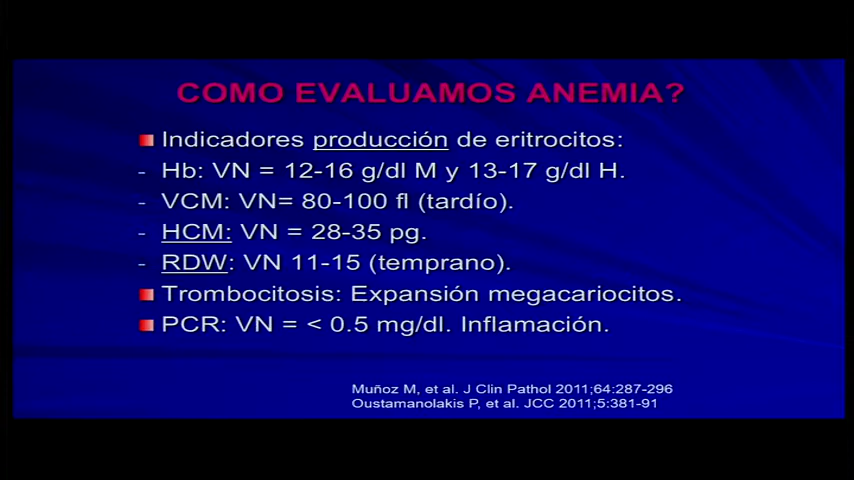 COMO EVALUAMOS ANEMIA?
Indicadores producción de eritrocitos:
- Hb: VN = 12-16 g/dl M y 13-17 g/dl H.
- VCM: VN= 80-100 fl (tardío).
- HCM: VN = 28-35 pg.
- RDW: VN 11-15 (temprano).
Trombocitosis: Expansión megacariocitos.
PCR: VN = < 0.5 mg/dl. Inflamación.
Muñoz M, et al. J Clin Pathol 2011;64:287-296
Oustamanolakis P, et al. JCC 2011;5:381-91